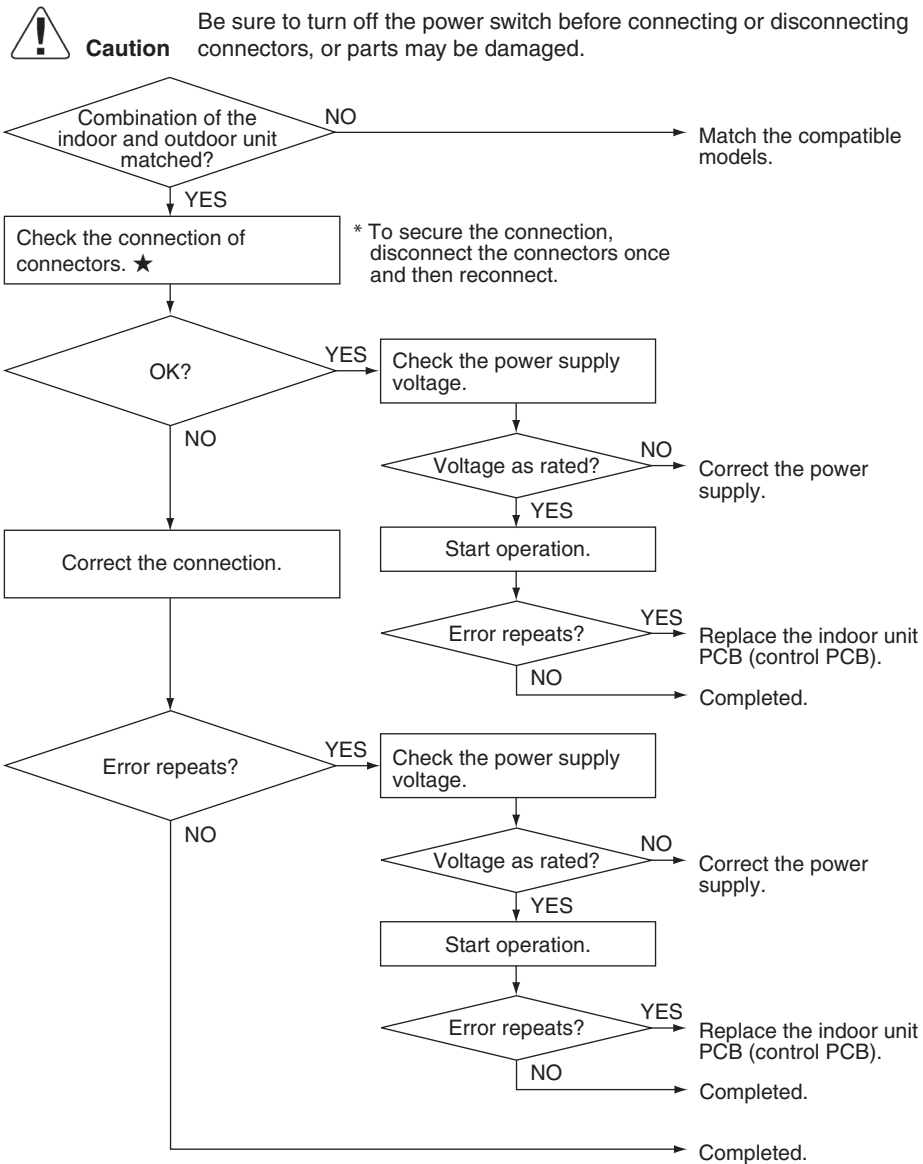 Be sure to turn off the power switch before connecting or disconnecting
Caution connectors, or parts may be damaged.
Combination of the
indoor and outdoor unit
matched?
NO
Match the compatible
models.
YES
Check the connection of
connectors. ★
* To secure the connection,
disconnect the connectors once
and then reconnect.
OK?
YES
Check the power supply
voltage.
NO
Voltage as rated?
NO
Correct the power
supply.
YES
Start operation.
Correct the connection.
Error repeats?
YES
Replace the indoor unit
PCB (control PCB).
NO
Completed.
Error repeats?
YES
Check the power supply
voltage.
NO
Voltage as rated?
NO
Correct the power
supply.
YES
Start operation.
Error repeats?
YES
Replace the indoor unit
PCB (control PCB).
NO
Completed.
Completed.